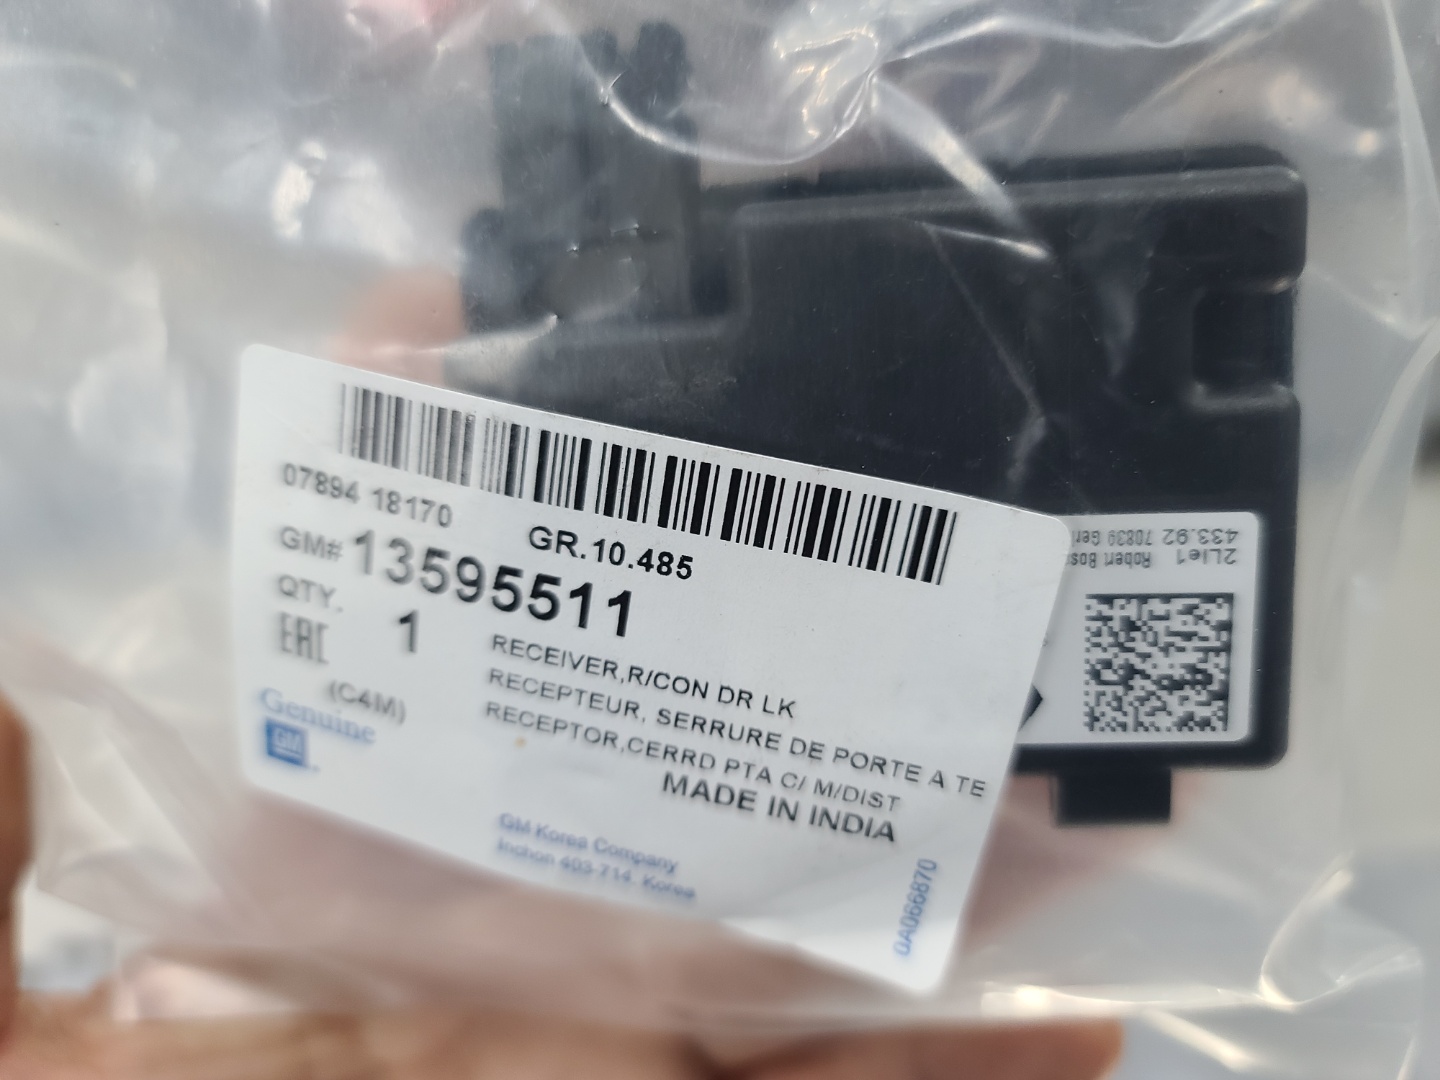 07894 18170
GR.10.485
GM# 13595511
QTY. 1
EAC
(C4M)
Genuine
GM
RECEIVER,R/CON DR LK
RECEPTEUR, SERRURE DE PORTE A TE
RECEPTOR,CERRD PTA C/ M/DIST
MADE IN INDIA
GM Korea Company
Inchon 403-714, Korea
0A066870
2LIe1 Robert
433.92 70839